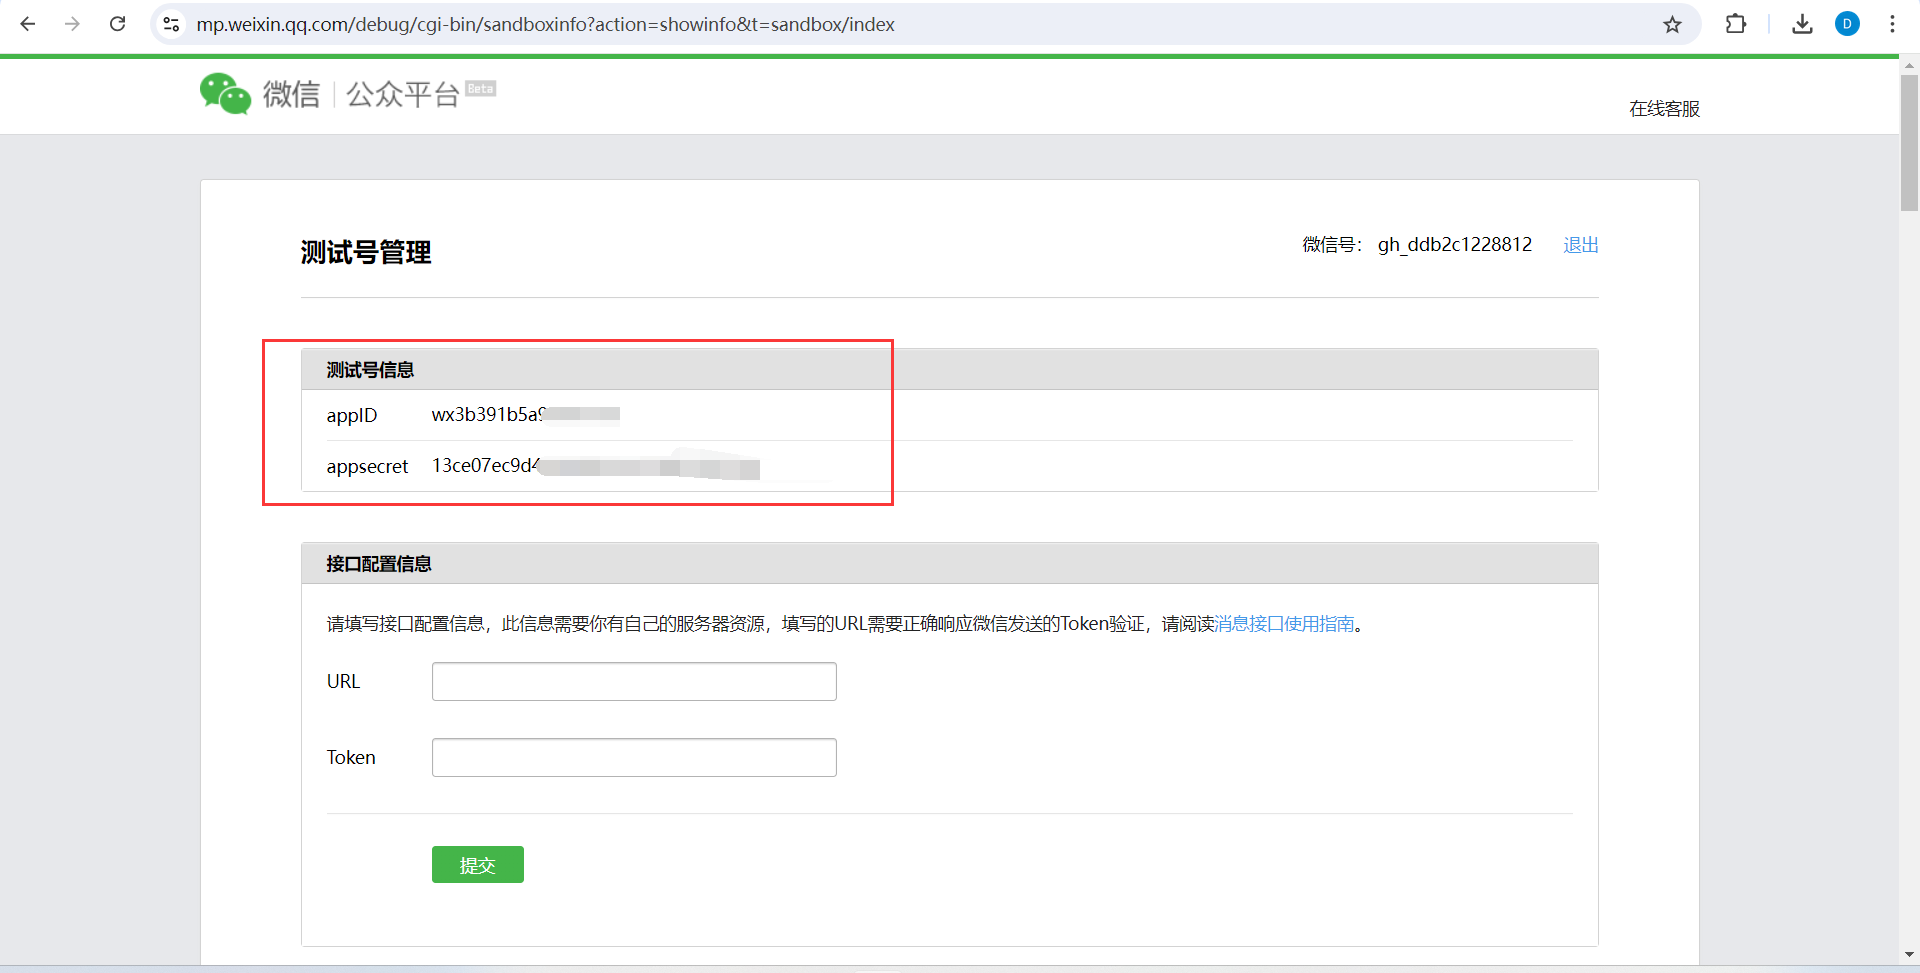 mp.weixin.qq.com/debug/cgi-bin/sandboxinfo?action=showinfo&t=sandbox/index
D
微信 | 公众平台 Beta
在线客服
测试号管理
微信号： gh_ddb2c1228812 退出
测试号信息
appID wx3b391b5a9
appsecret 13ce07ec9d4
接口配置信息
请填写接口配置信息，此信息需要你有自己的服务器资源，填写的URL需要正确响应微信发送的Token验证，请阅读消息接口使用指南。
URL
Token
提交